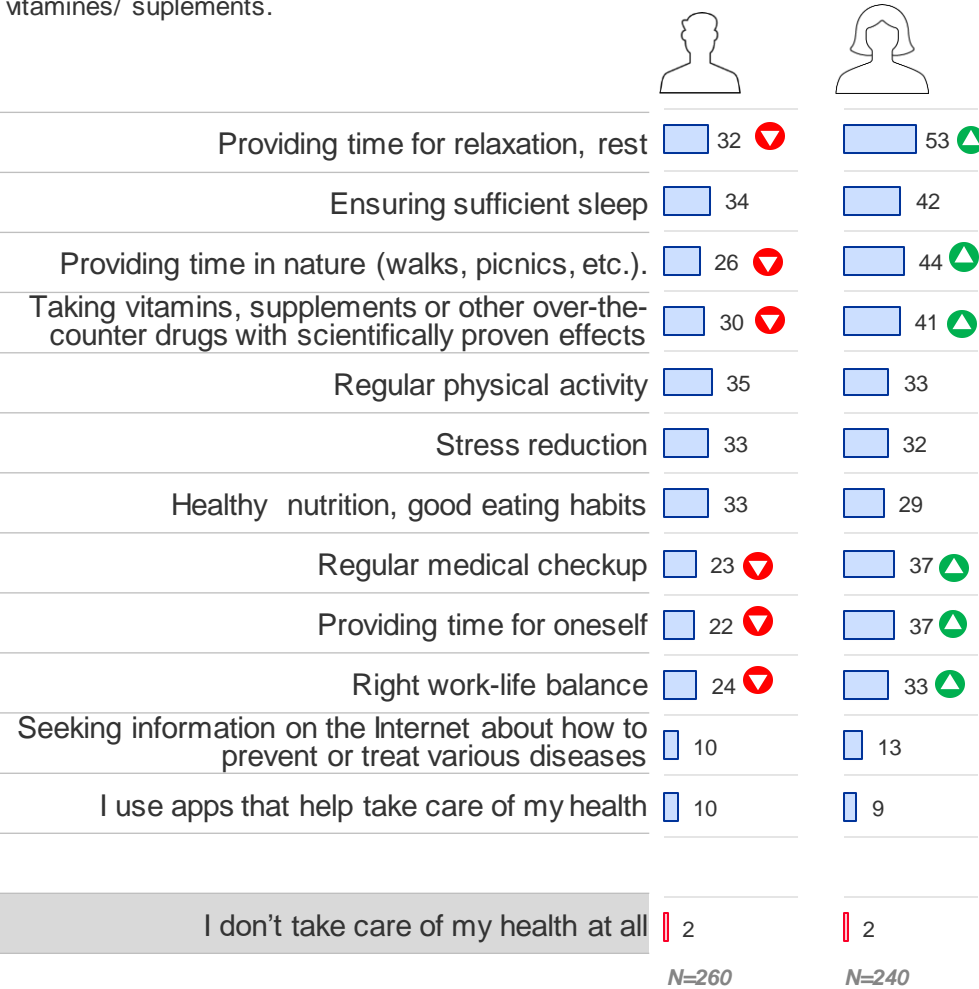 vitamines/ suplements.
Providing time for relaxation, rest 32 53
Ensuring sufficient sleep 34 42
Providing time in nature (walks, picnics, etc.). 26 44
Taking vitamins, supplements or other over-the-
counter drugs with scientifically proven effects 30 41
Regular physical activity 35 33
Stress reduction 33 32
Healthy nutrition, good eating habits 33 29
Regular medical checkup 23 37
Providing time for oneself 22 37
Right work-life balance 24 33
Seeking information on the Internet about how to
prevent or treat various diseases 10 13
I use apps that help take care of my health 10 9
I don't take care of my health at all 2 2
N=260 N=240